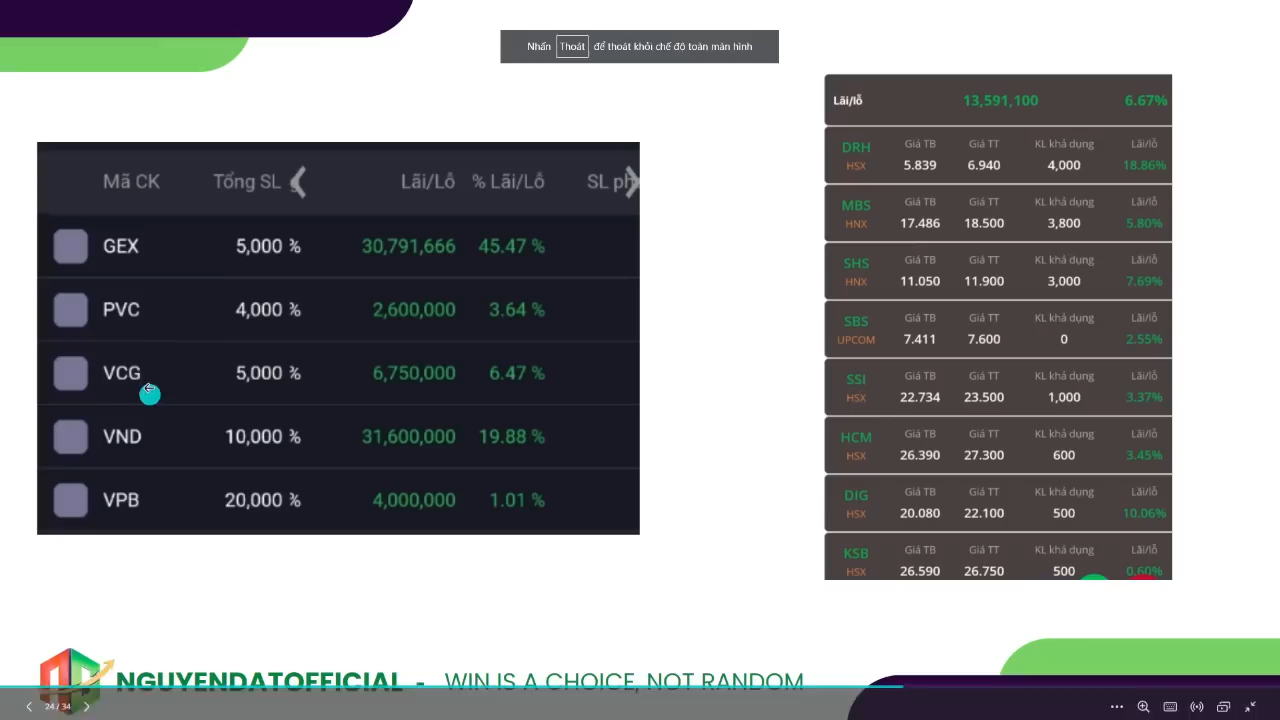 Nhấn Thoát để thoát khỏi chế độ toàn màn hình
Mã CK Tổng SL Lãi/Lỗ % Lãi/Lỗ SL ph
GEX 5,000 % 30,791,666 45.47 %
PVC 4,000 % 2,600,000 3.64 %
VCG 5,000 % 6,750,000 6.47 %
VND 10,000 % 31,600,000 19.88 %
VPB 20,000 % 4,000,000 1.01 %
Lãi/lỗ 13,591,100 6.67%
DRH Giá TB Giá TT KL khả dụng Lãi/lỗ
HSX 5.839 6.940 4,000 18.86%
MBS Giá TB Giá TT KL khả dụng Lãi/lỗ
HNX 17.486 18.500 3,800 5.80%
SHS Giá TB Giá TT KL khả dụng Lãi/lỗ
HNX 11.050 11.900 3,000 7.69%
SBS Giá TB Giá TT KL khả dụng Lãi/lỗ
UPCOM 7.411 7.600 0 2.55%
SSI Giá TB Giá TT KL khả dụng Lãi/lỗ
HSX 22.734 23.500 1,000 3.37%
HCM Giá TB Giá TT KL khả dụng Lãi/lỗ
HSX 26.390 27.300 600 3.45%
DIG Giá TB Giá TT KL khả dụng Lãi/lỗ
HSX 20.080 22.100 500 10.06%
KSB Giá TB Giá TT KL khả dụng Lãi/lỗ
HSX 26.590 26.750 500 0.60%
NGUYENDATOFFICIAL - WIN IS A CHOICE, NOT RANDOM
24 / 34